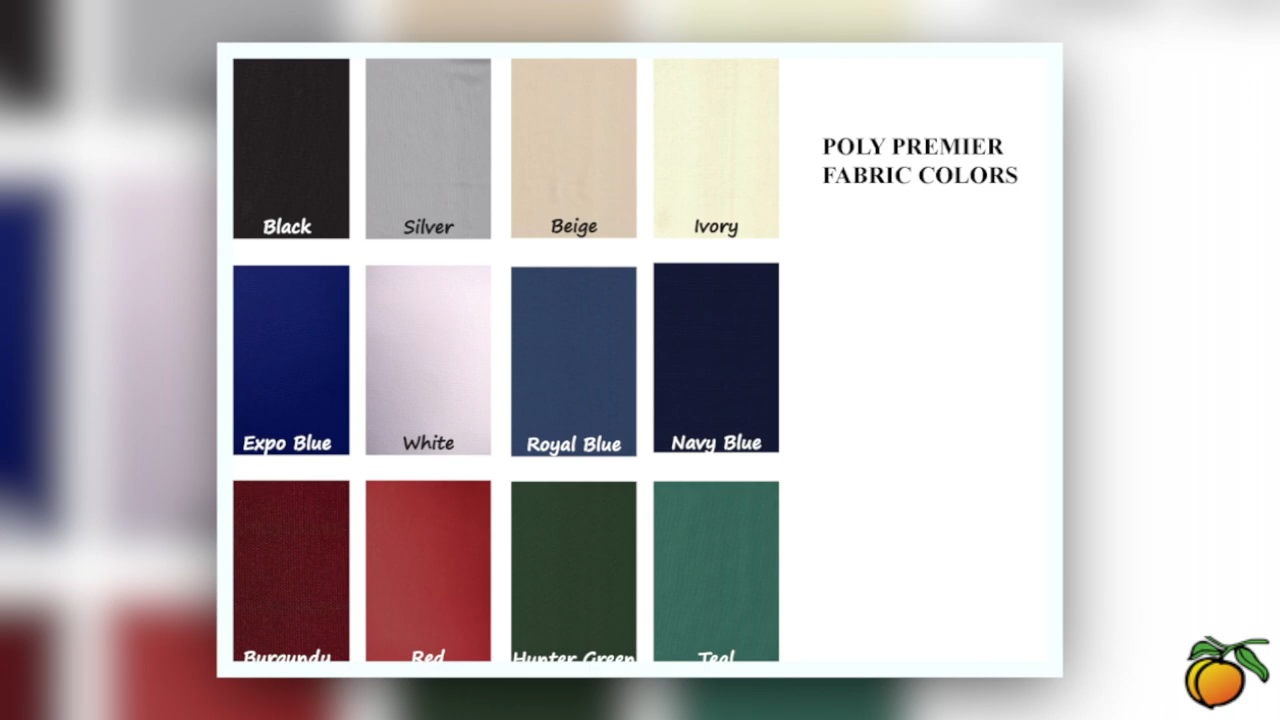 POLY PREMIER
FABRIC COLORS
Black
Silver
Beige
Ivory
Expo Blue
White
Royal Blue
Navy Blue
Burgundy
Red
Hunter Green
Teal